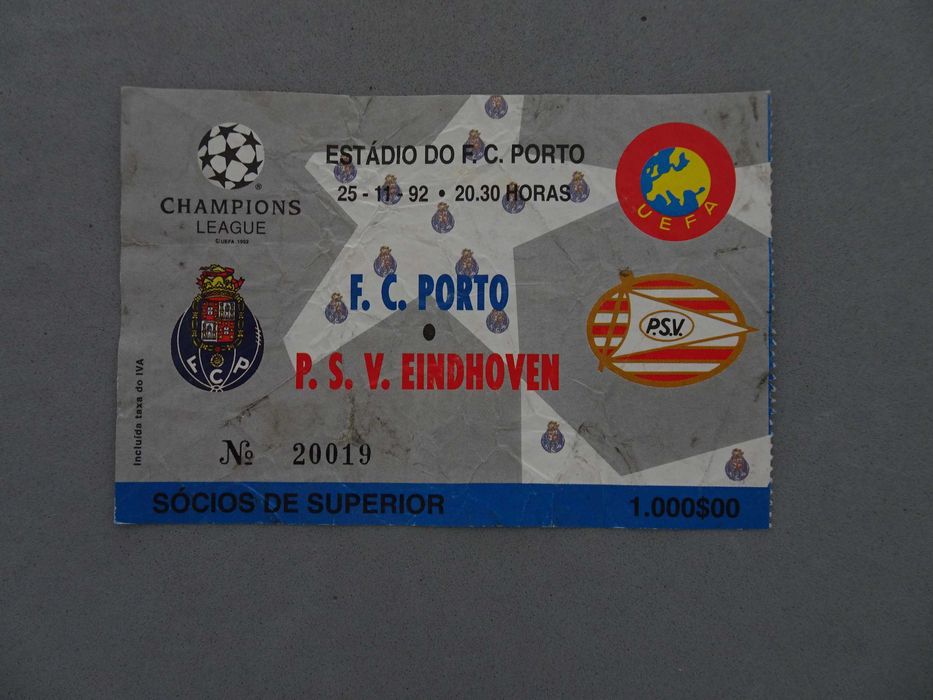 ESTÁDIO DO F. C. PORTO
25 - 11 - 92 • 20.30 HORAS
®
CHAMPIONS
LEAGUE
©UEFA 1992
UEFA
F. C. PORTO
•
P. S. V. EINDHOVEN
FCP
P.S.V.
Incluída taxa do IVA
№ 20019
SÓCIOS DE SUPERIOR 1.000$00